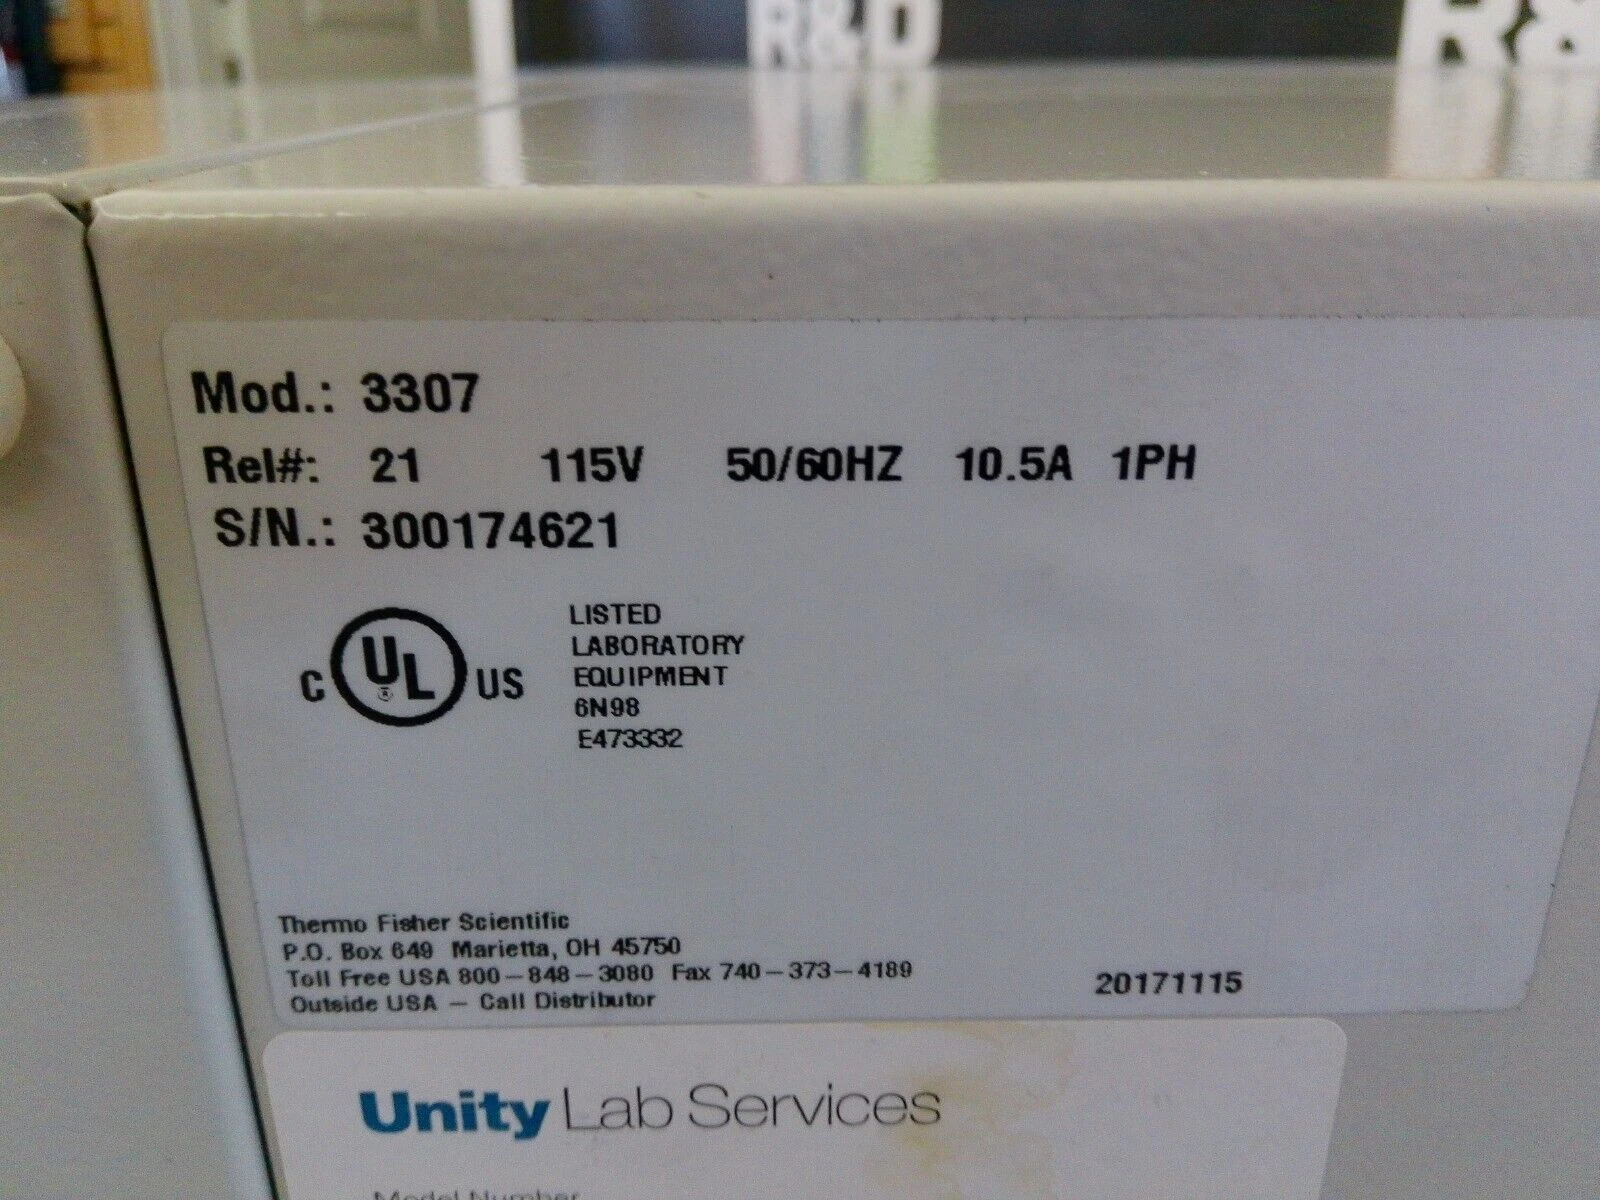 R&D
R&
Mod.: 3307
Rel#: 21 115V 50/60HZ 10.5A 1PH
S/N.: 300174621
C UL ® US
LISTED
LABORATORY
EQUIPMENT
6N98
E473332
Thermo Fisher Scientific
P.O. Box 649 Marietta, OH 45750
Toll Free USA 800-848-3080 Fax 740-373-4189
Outside USA - Call Distributor
20171115
Unity Lab Services
Model Number